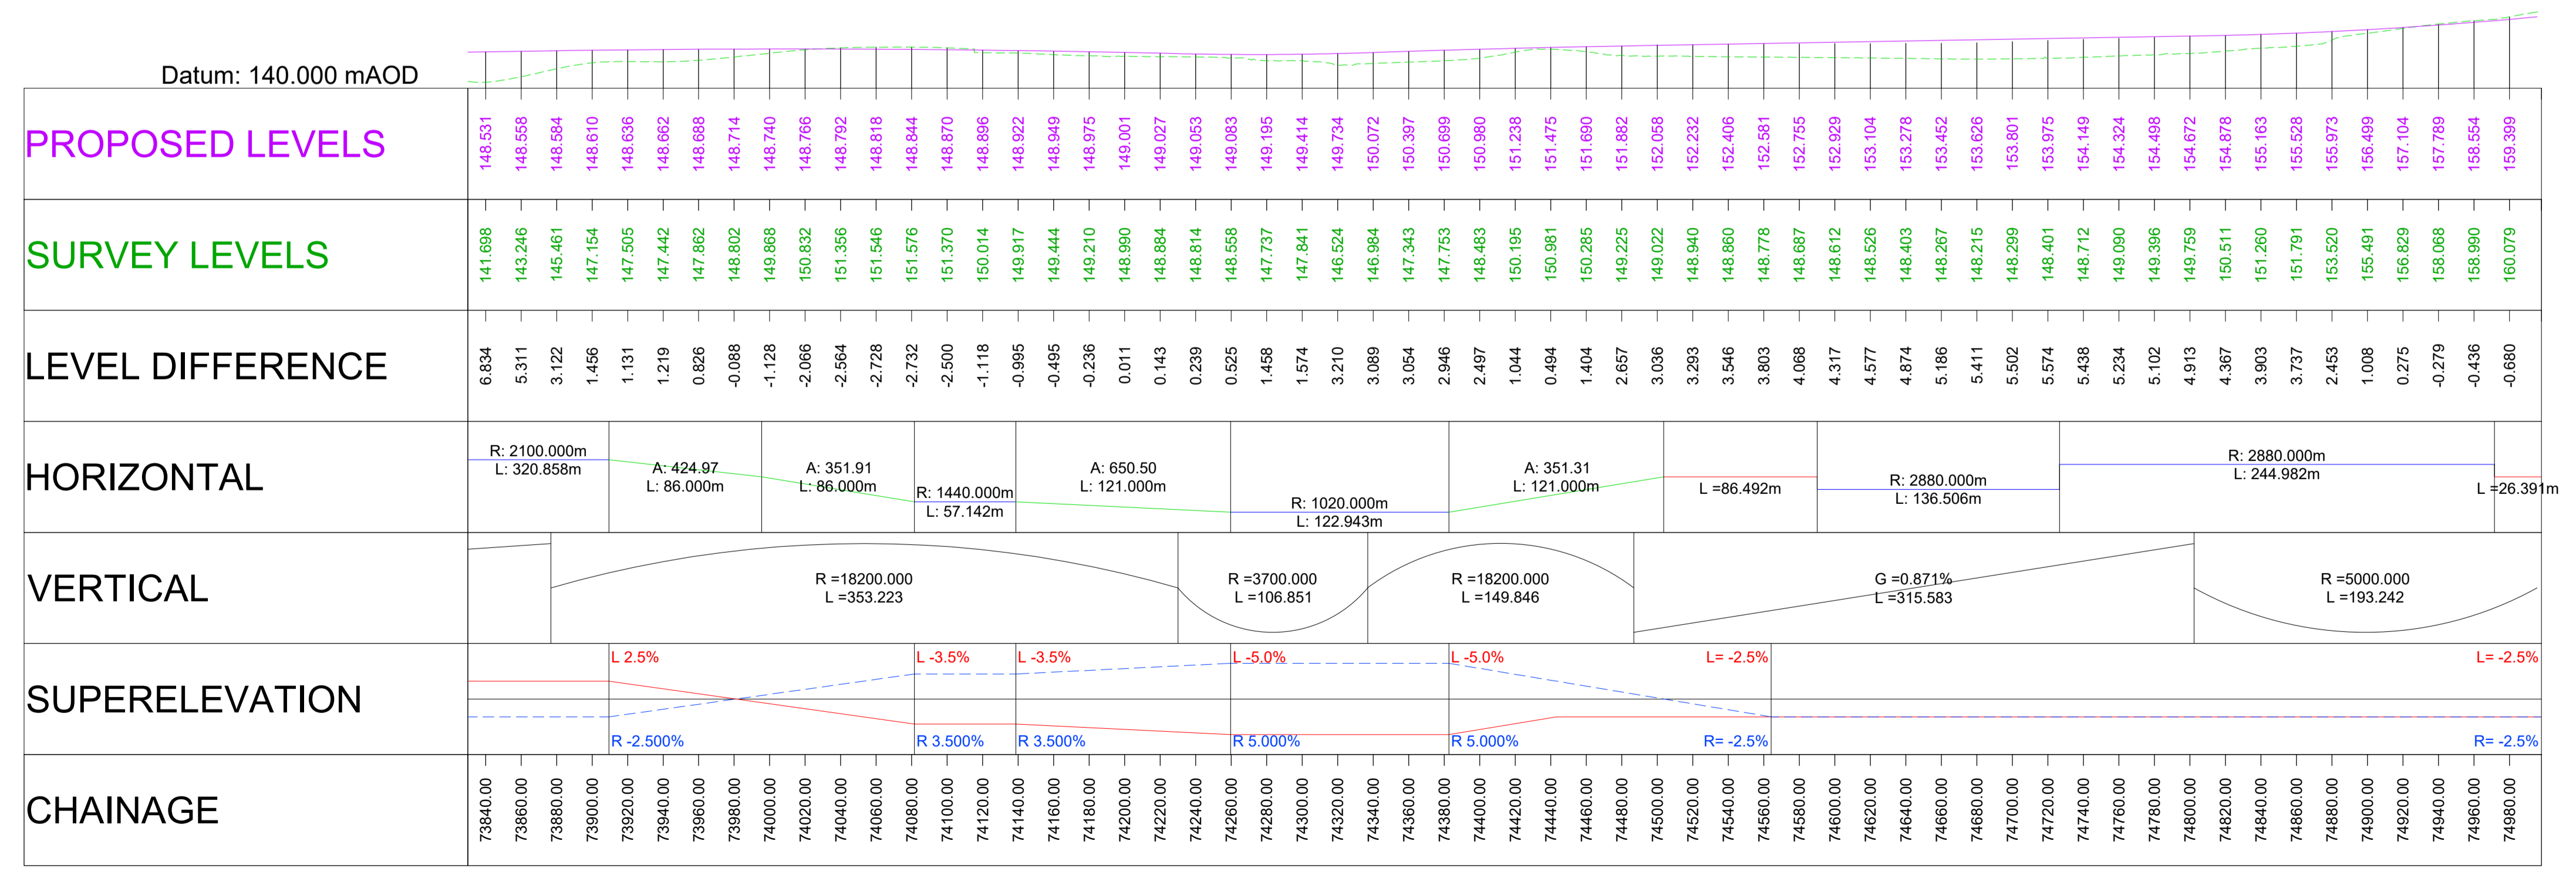 Datum: 140.000 mAOD
PROPOSED LEVELS 148.531 148.558 148.584 148.610 148.636 148.662 148.688 148.714 148.740 148.766 148.792 148.818 148.844 148.870 148.896 148.922 148.949 148.975 149.001 149.027 149.053 149.083 149.195 149.414 149.734 150.072 150.397 150.699 150.980 151.238 151.475 151.690 151.882 152.058 152.232 152.406 152.581 152.755 152.929 153.104 153.278 153.452 153.626 153.801 153.975 154.149 154.324 154.498 154.672 154.878 155.163 155.528 155.973 156.499 157.104 157.789 158.554 159.399
SURVEY LEVELS 141.698 143.246 145.461 147.154 147.505 147.442 147.862 148.802 149.868 150.832 151.356 151.546 151.576 151.370 150.014 149.917 149.444 149.210 148.990 148.884 148.814 148.558 147.737 147.841 146.524 146.984 147.343 147.753 148.483 150.195 150.981 150.285 149.225 149.022 148.940 148.860 148.778 148.687 148.612 148.526 148.403 148.267 148.215 148.299 148.401 148.712 149.090 149.396 149.759 150.511 151.260 151.791 153.520 155.491 156.829 158.068 158.990 160.079
LEVEL DIFFERENCE 6.834 5.311 3.122 1.456 1.131 1.219 0.826 -0.088 -1.128 -2.066 -2.564 -2.728 -2.732 -2.500 -1.118 -0.995 -0.495 -0.236 0.011 0.143 0.239 0.525 1.458 1.574 3.210 3.089 3.054 2.946 2.497 1.044 0.494 1.404 2.657 3.036 3.293 3.546 3.803 4.068 4.317 4.577 4.874 5.186 5.411 5.502 5.574 5.438 5.234 5.102 4.913 4.367 3.903 3.737 2.453 1.008 0.275 -0.279 -0.436 -0.680
HORIZONTAL
R: 2100.000m
L: 320.858m
A: 424.97
L: 86.000m
A: 351.91
L: 86.000m
R: 1440.000m
L: 57.142m
A: 650.50
L: 121.000m
R: 1020.000m
L: 122.943m
A: 351.31
L: 121.000m
L =86.492m
R: 2880.000m
L: 136.506m
R: 2880.000m
L: 244.982m
L =26.391m
VERTICAL
R =18200.000
L =353.223
R =3700.000
L =106.851
R =18200.000
L =149.846
G =0.871%
L =315.583
R =5000.000
L =193.242
SUPERELEVATION
L 2.5% L -3.5% L -3.5% L -5.0% L -5.0% L= -2.5% L= -2.5%
R -2.500% R 3.500% R 3.500% R 5.000% R 5.000% R= -2.5% R= -2.5%
CHAINAGE 73840.00 73860.00 73880.00 73900.00 73920.00 73940.00 73960.00 73980.00 74000.00 74020.00 74040.00 74060.00 74080.00 74100.00 74120.00 74140.00 74160.00 74180.00 74200.00 74220.00 74240.00 74260.00 74280.00 74300.00 74320.00 74340.00 74360.00 74380.00 74400.00 74420.00 74440.00 74460.00 74480.00 74500.00 74520.00 74540.00 74560.00 74580.00 74600.00 74620.00 74640.00 74660.00 74680.00 74700.00 74720.00 74740.00 74760.00 74780.00 74800.00 74820.00 74840.00 74860.00 74880.00 74900.00 74920.00 74940.00 74960.00 74980.00